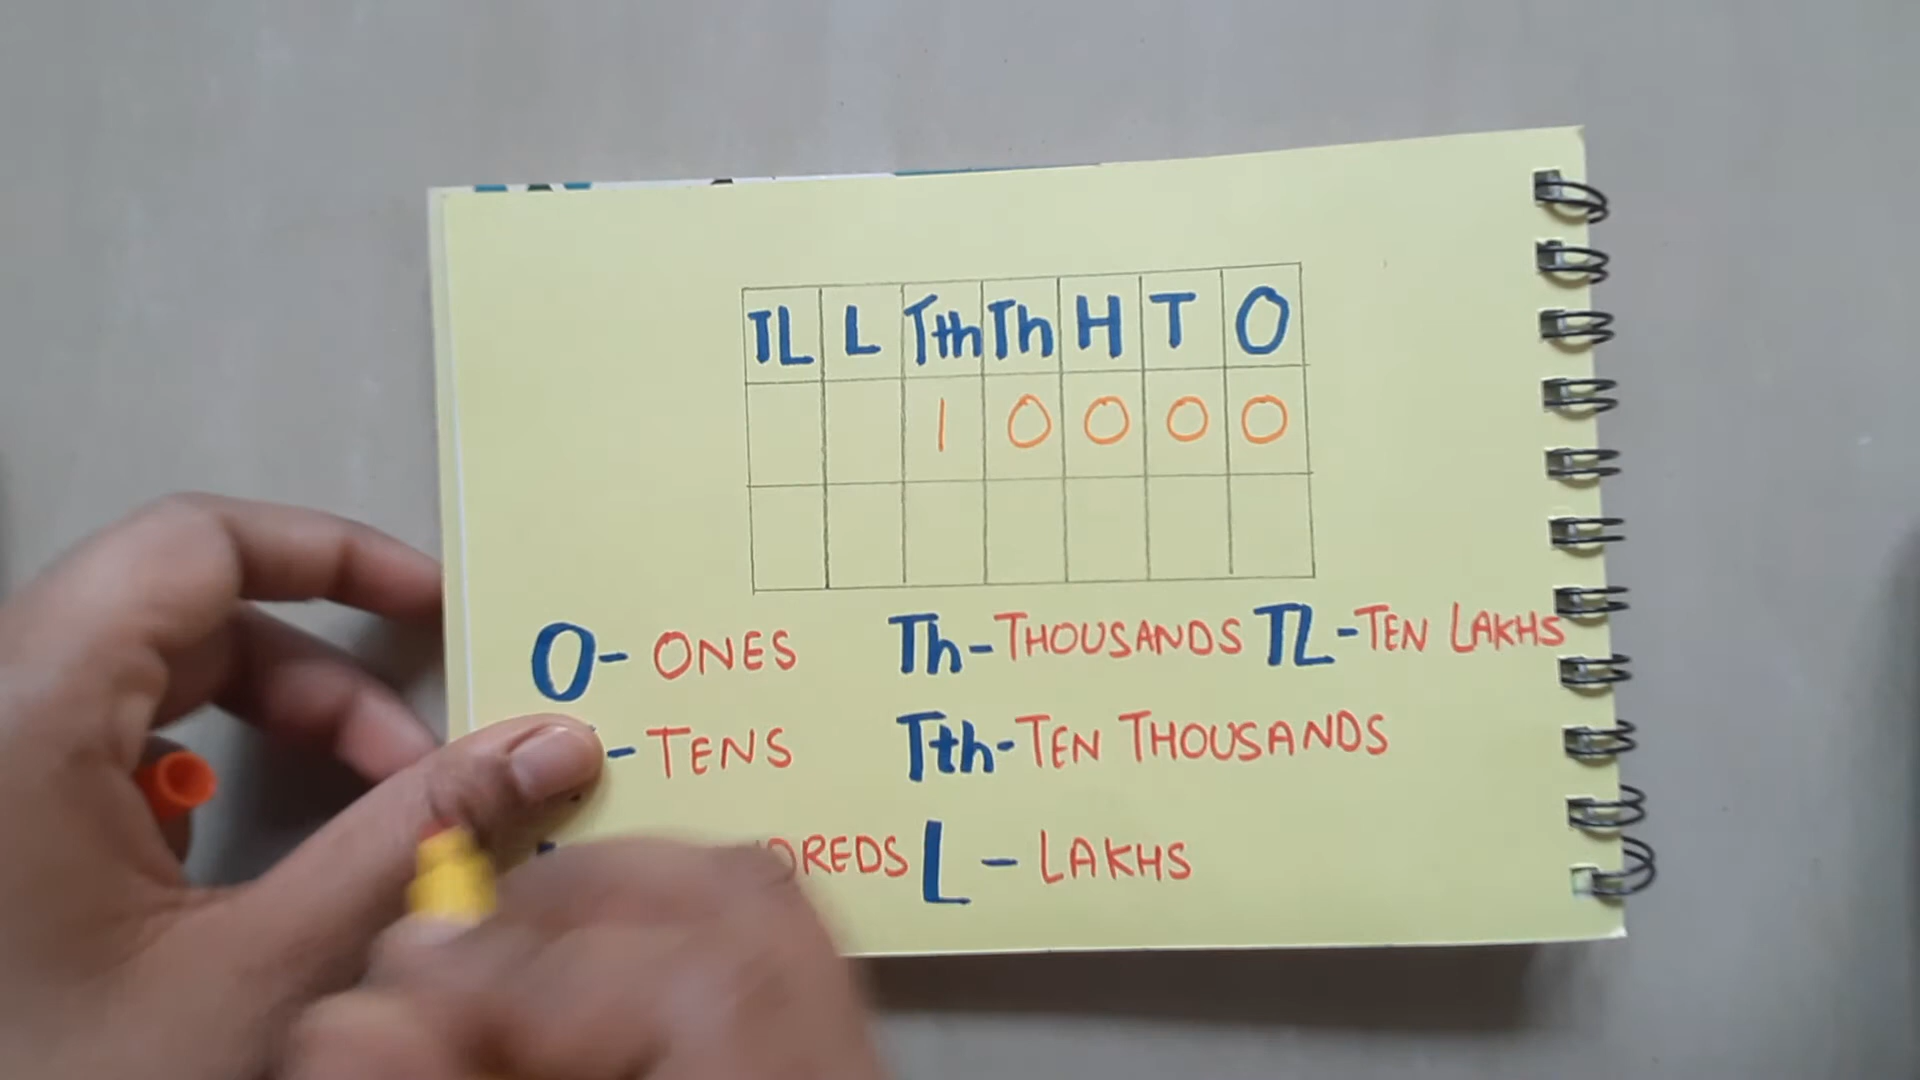 TL L Tth Th H T O
1 0 0 0 0
O- ONES Th-THOUSANDS TL-TEN LAKHS
- TENS Tth-TEN THOUSANDS
L - LAKHS